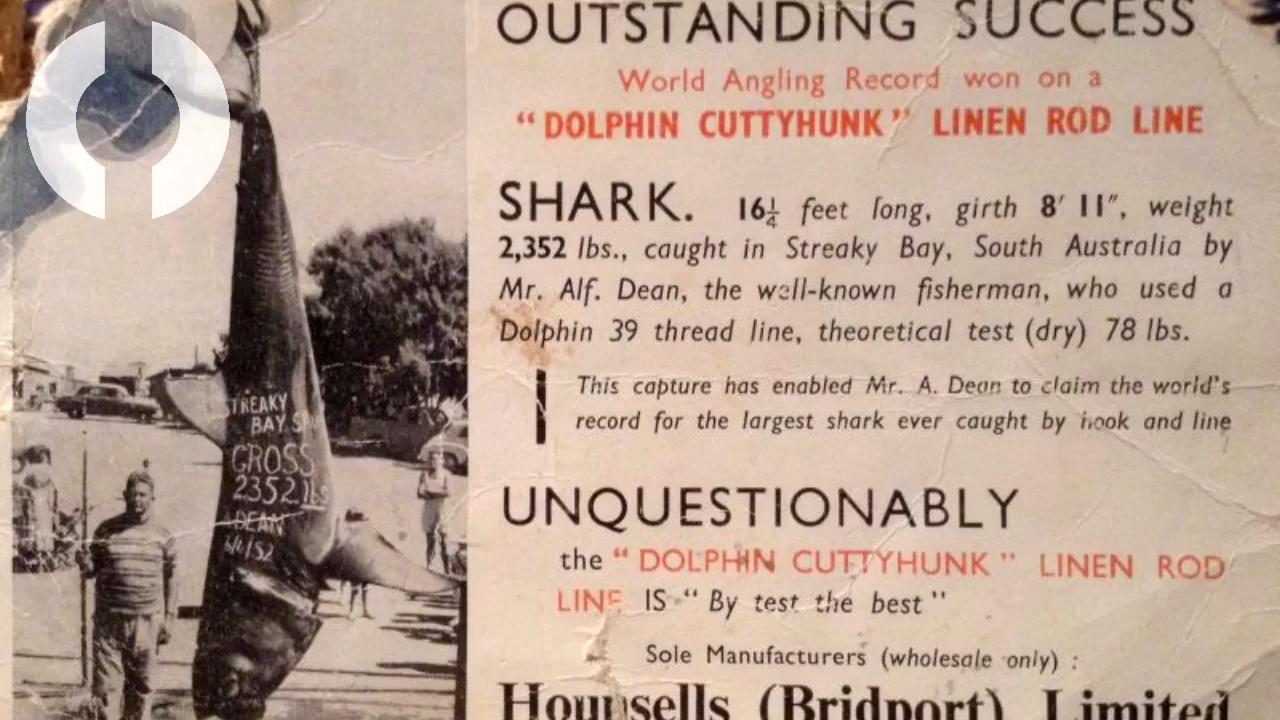 OUTSTANDING SUCCESS
World Angling Record won on a
“DOLPHIN CUTTYHUNK” LINEN ROD LINE
SHARK. 16¼ feet long, girth 8′ 11″, weight
2,352 lbs., caught in Streaky Bay, South Australia by
Mr. Alf. Dean, the well-known fisherman, who used a
Dolphin 39 thread line, theoretical test (dry) 78 lbs.
This capture has enabled Mr. A. Dean to claim the world's
record for the largest shark ever caught by hook and line
UNQUESTIONABLY
the “DOLPHIN CUTTYHUNK” LINEN ROD
LINE IS “By test the best”
Sole Manufacturers (wholesale only) :
Hounsells (Bridport) Limited
TREAKY
BAY S
GROSS
2352 lbs
DEAN